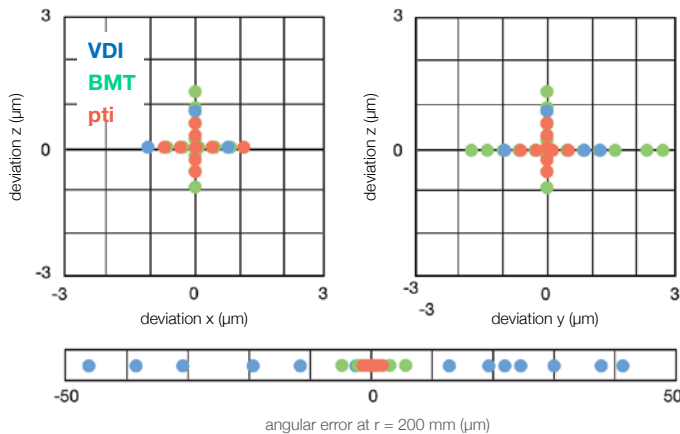 3
3
VDI
BMT
pti
deviation z (µm)
deviation z (µm)
0
0
-3
-3
-3
0
3
-3
0
3
deviation x (µm)
deviation y (µm)
-50
0
50
angular error at r = 200 mm (µm)